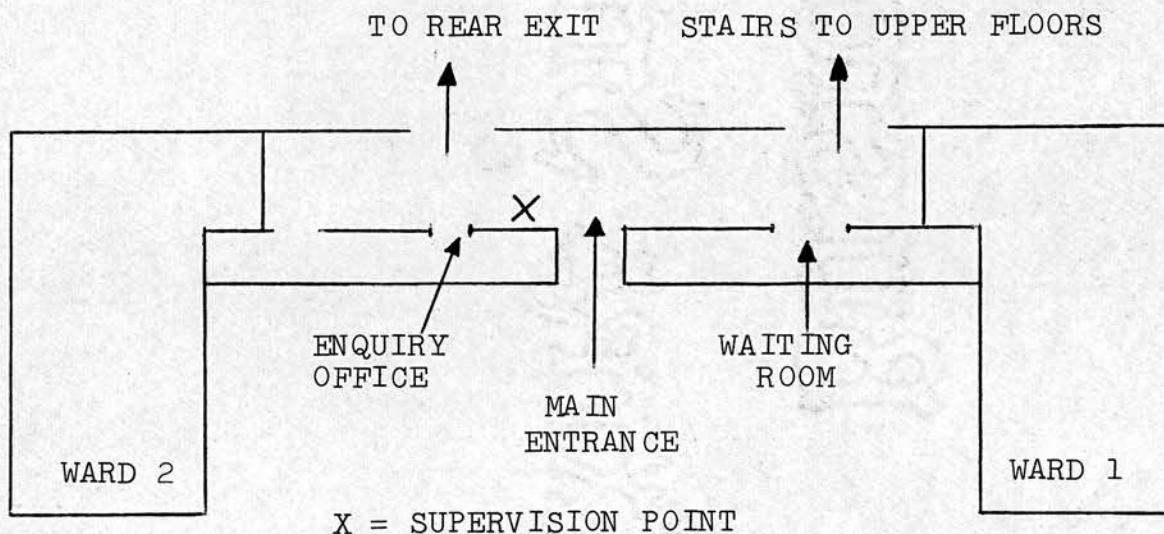 TO REAR EXIT
STAIRS TO UPPER FLOORS
X
ENQUIRY
OFFICE
WAITING
ROOM
MAIN
ENTRANCE
WARD 2
WARD 1
X = SUPERVISION POINT